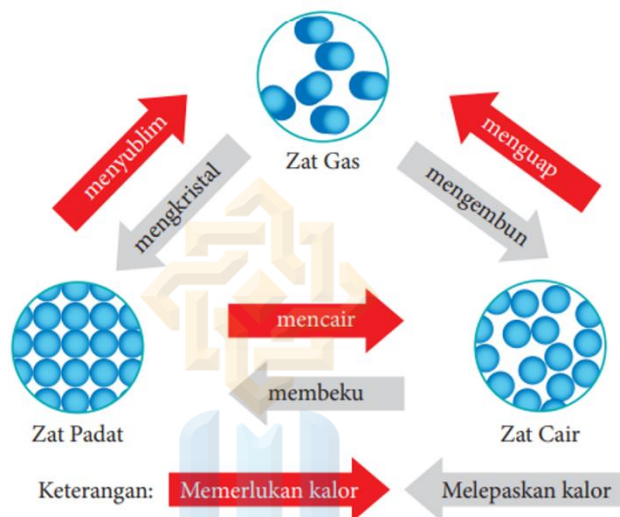 Zat Gas
menyublim
mengkristal
menguap
mengembun
mencair
membeku
Zat Padat
Zat Cair
Keterangan: Memerlukan kalor Melepaskan kalor